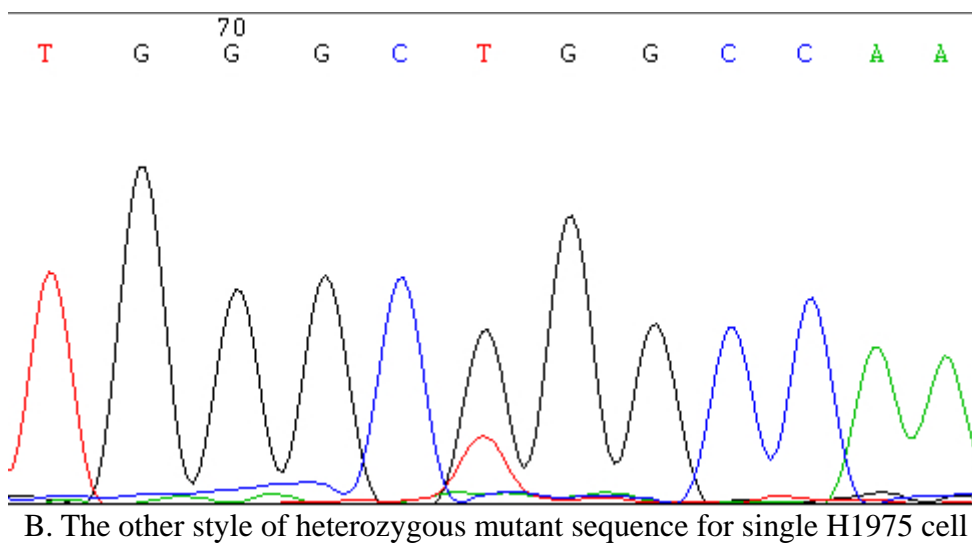 70
T G G G C T G G C C A A
B. The other style of heterozygous mutant sequence for single H1975 cell